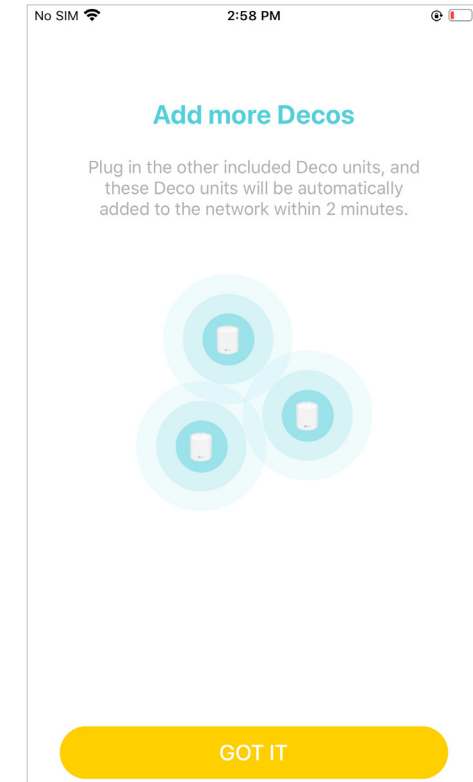 No SIM 2:58 PM
Add more Decos
Plug in the other included Deco units, and
these Deco units will be automatically
added to the network within 2 minutes.
GOT IT